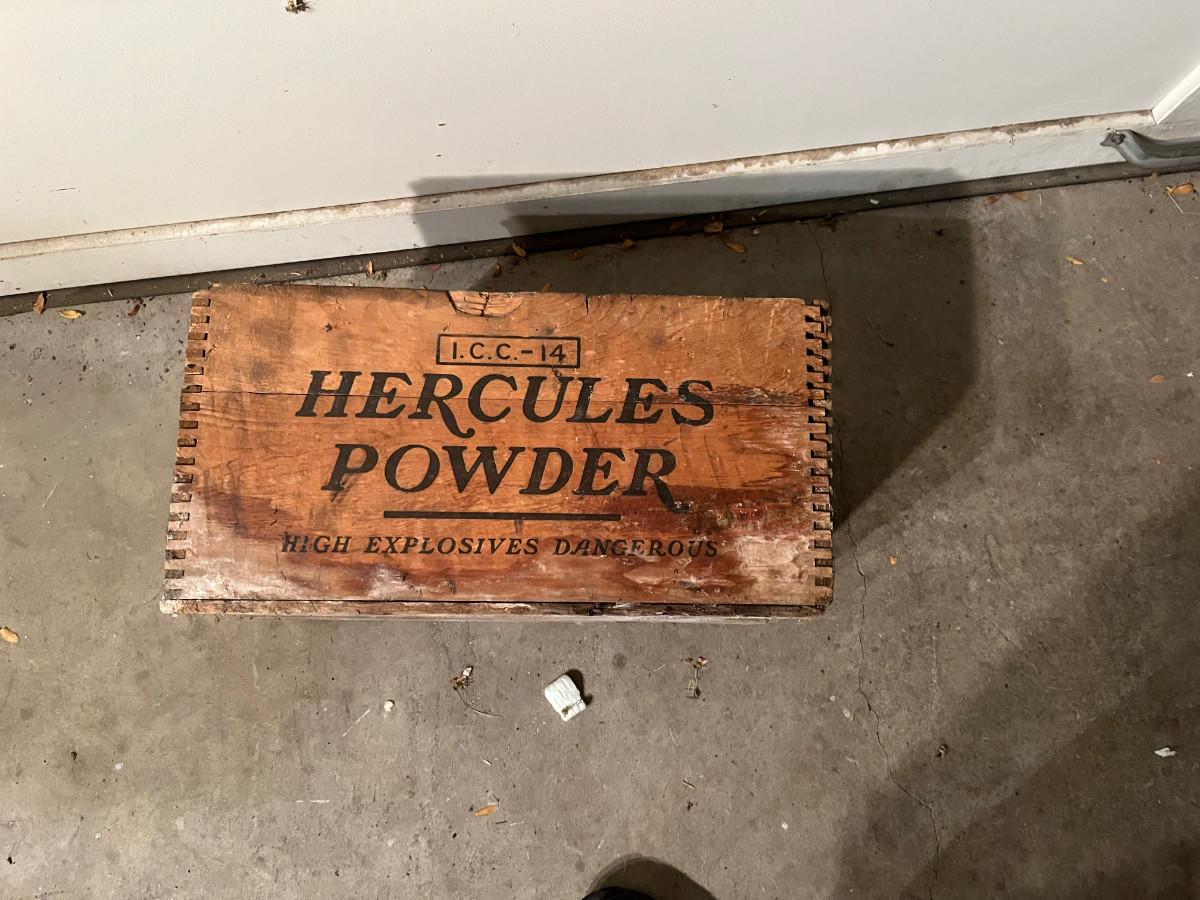 I.C.C.-14
HERCULES
POWDER
HIGH EXPLOSIVES DANGEROUS